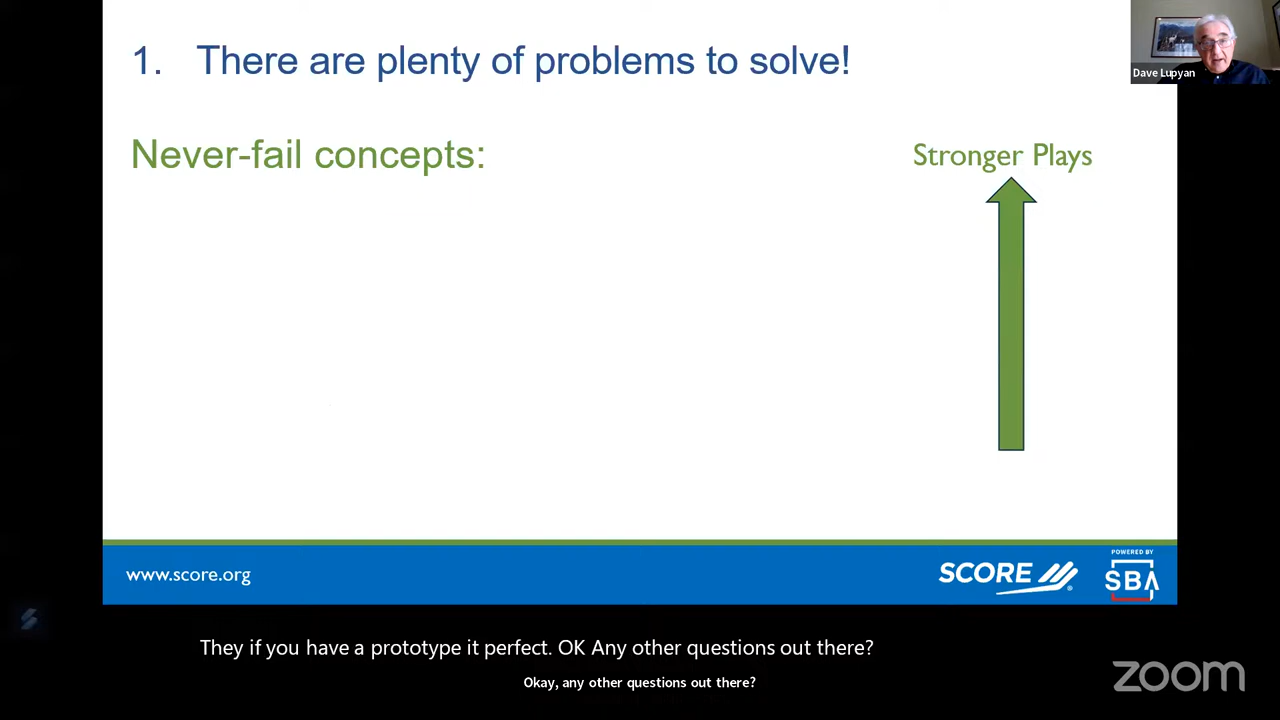 1. There are plenty of problems to solve!
Dave Lupyan
Never-fail concepts:
Stronger Plays
www.score.org
SCORE
®
POWERED BY
SBA
They if you have a prototype it perfect. OK Any other questions out there?
Okay, any other questions out there?
zoom